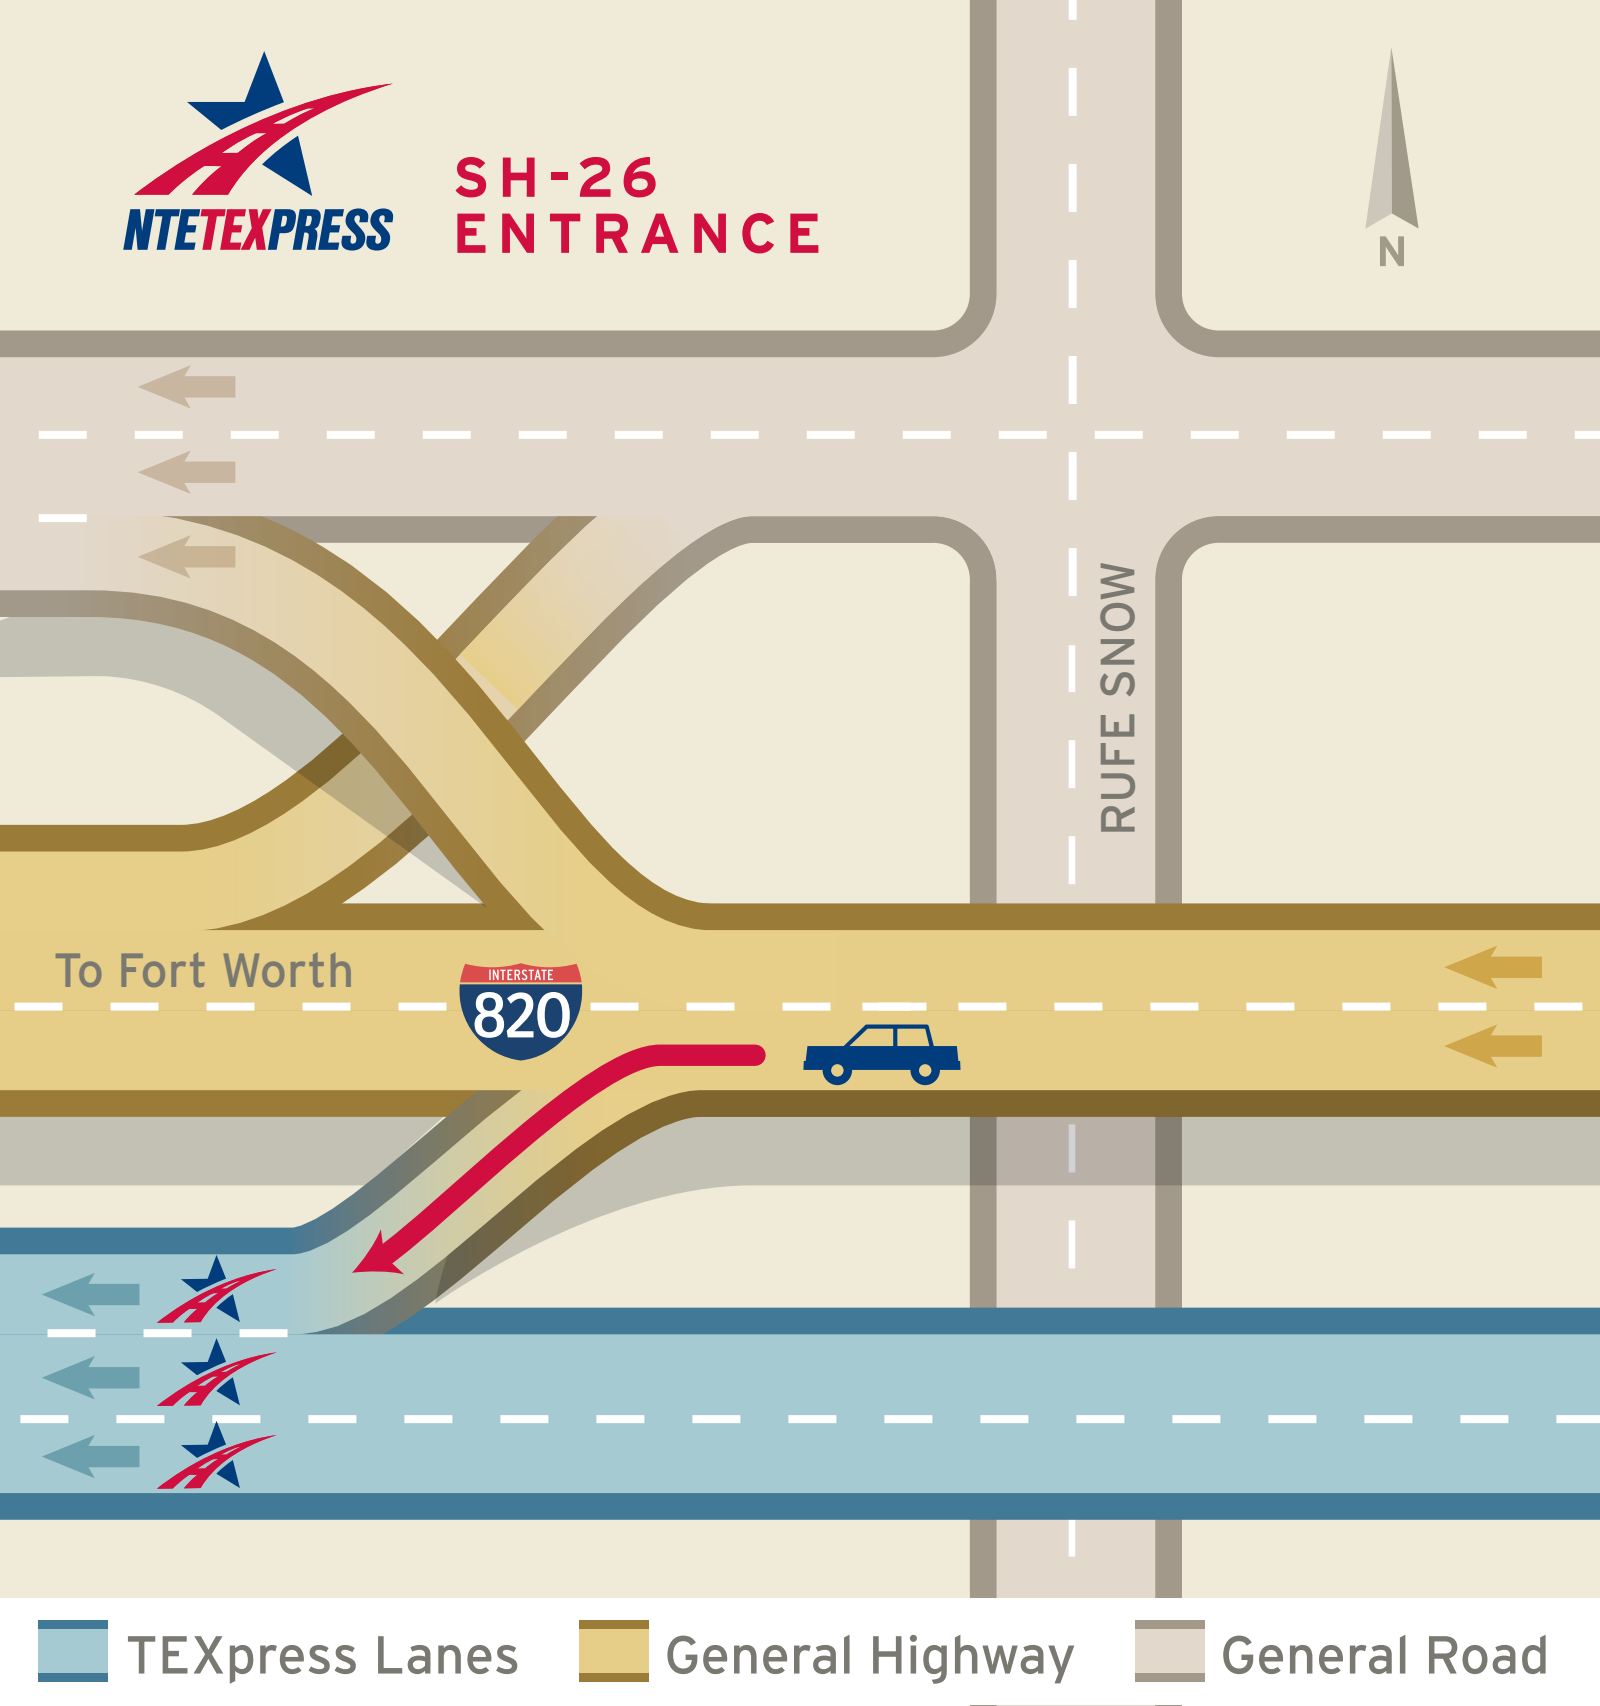 NTETEXPRESS
SH-26
ENTRANCE
N
RUFE SNOW
To Fort Worth
INTERSTATE
820
TEXpress Lanes
General Highway
General Road